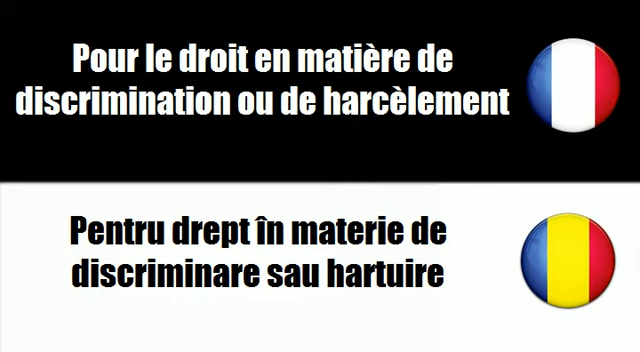 Pour le droit en matière de
discrimination ou de harcèlement
Pentru drept în materie de
discriminare sau hartuire